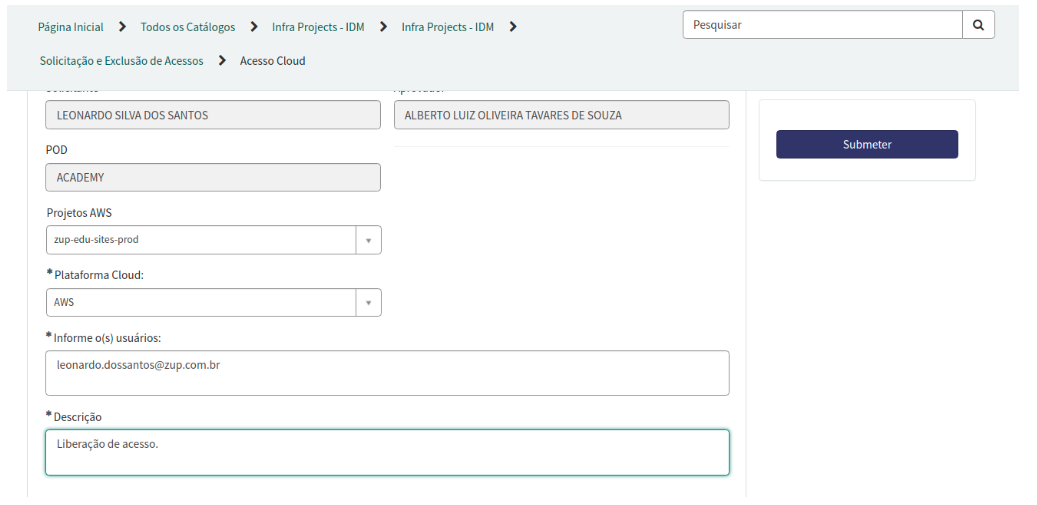 Página Inicial > Todos os Catálogos > Infra Projects - IDM > Infra Projects - IDM >
Pesquisar
Solicitação e Exclusão de Acessos > Acesso Cloud
LEONARDO SILVA DOS SANTOS
ALBERTO LUIZ OLIVEIRA TAVARES DE SOUZA
Submeter
POD
ACADEMY
Projetos AWS
zup-edu-sites-prod
*Plataforma Cloud:
AWS
*Informe o(s) usuários:
leonardo.dossantos@zup.com.br
*Descrição
Liberação de acesso.